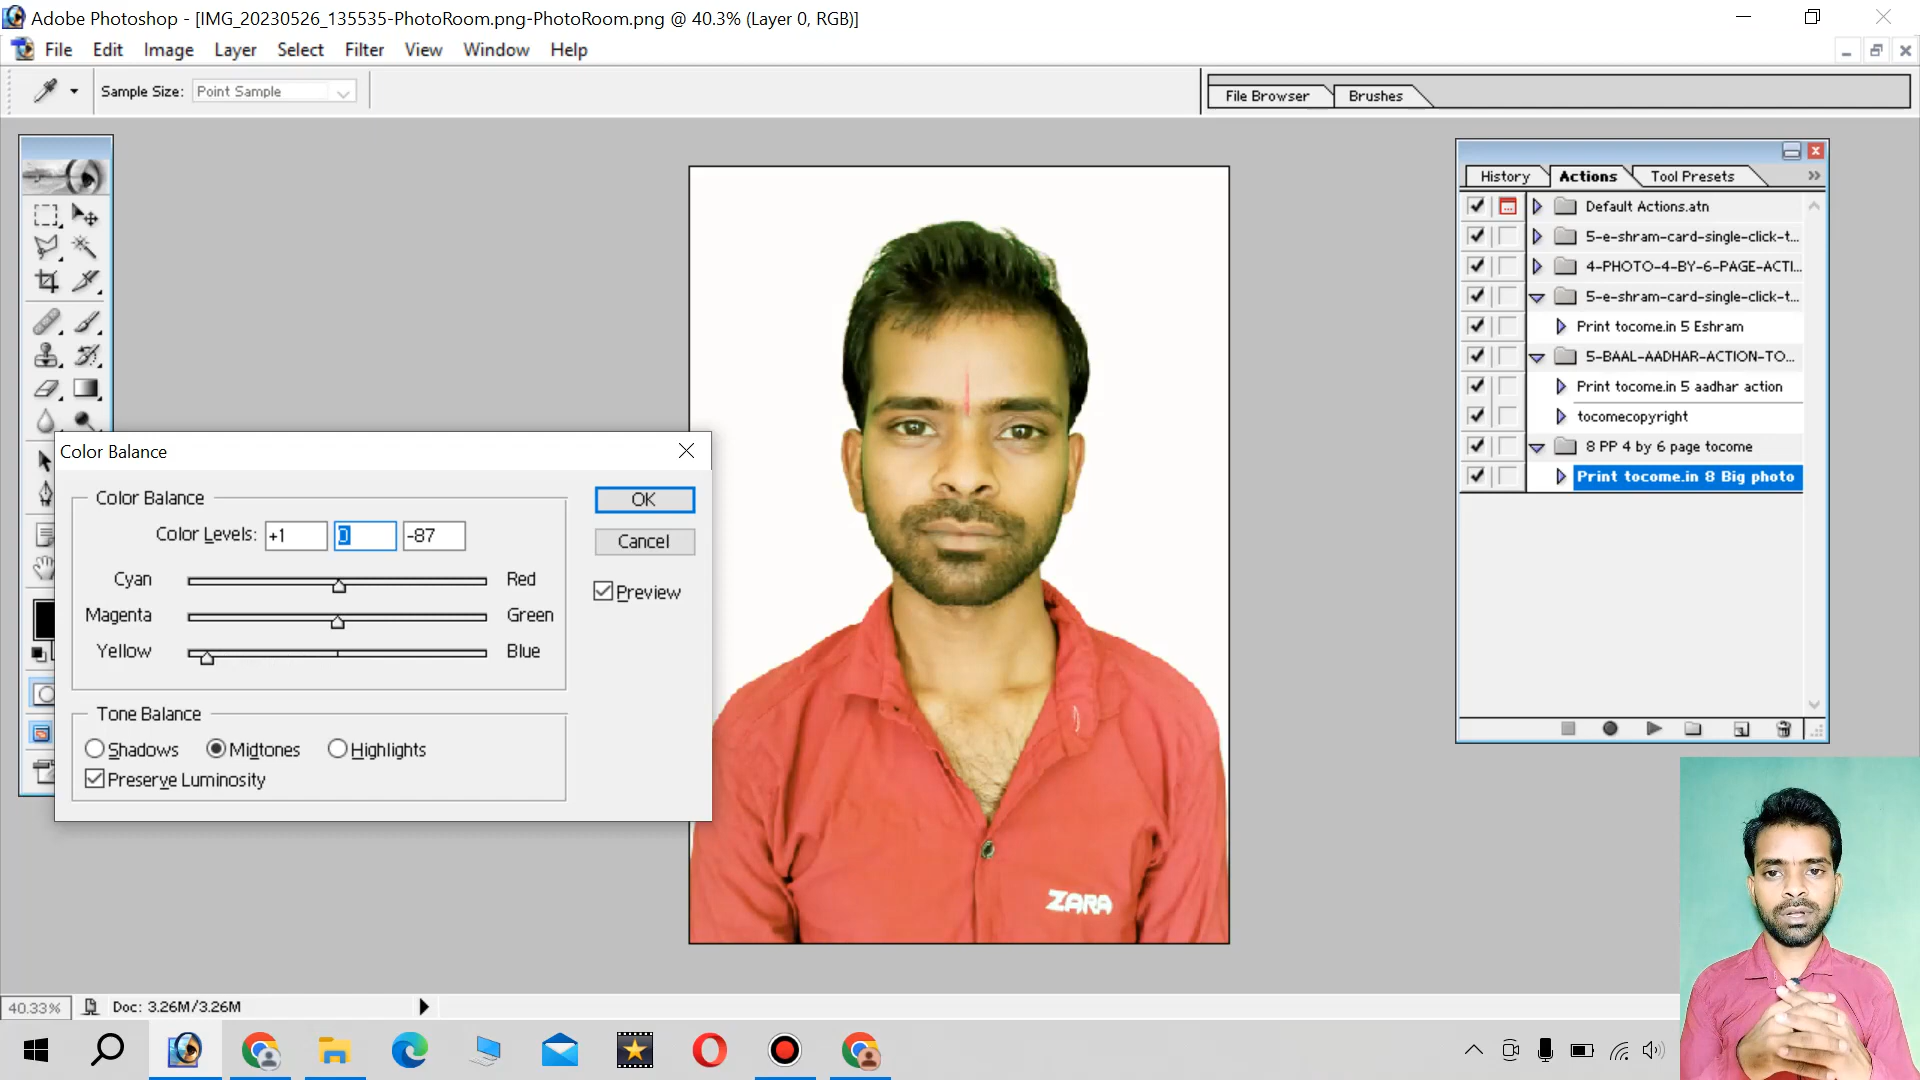 Adobe Photoshop - [IMG_20230526_135535-PhotoRoom.png-PhotoRoom.png @ 40.3% (Layer 0, RGB)]
File Edit Image Layer Select Filter View Window Help
Sample Size: Point Sample
File Browser Brushes
History Actions Tool Presets
Default Actions.atn
5-e-shram-card-single-click-t...
4-PHOTO-4-BY-6-PAGE-ACTI...
5-e-shram-card-single-click-t...
Print tocome.in 5 Eshram
5-BAAL-AADHAR-ACTION-TO...
Print tocome.in 5 aadhar action
tocomecopyright
8 PP 4 by 6 page tocome
Print tocome.in 8 Big photo
Color Balance
Color Balance
Color Levels: +1 0 -87
Cyan Red
Magenta Green
Yellow Blue
OK
Cancel
Preview
Tone Balance
Shadows Midtones Highlights
Preserve Luminosity
ZARA
40.33% Doc: 3.26M/3.26M